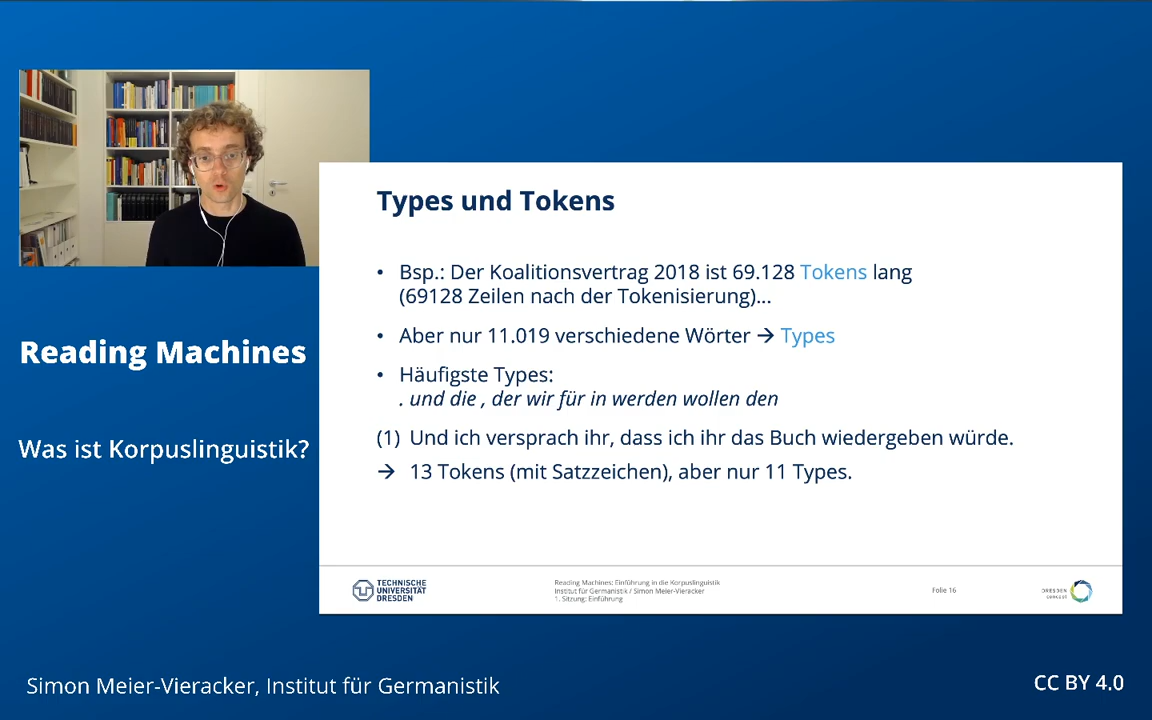 Types und Tokens
• Bsp.: Der Koalitionsvertrag 2018 ist 69.128 Tokens lang
(69128 Zeilen nach der Tokenisierung)...
• Aber nur 11.019 verschiedene Wörter → Types
• Häufigste Types:
. und die , der wir für in werden wollen den
(1) Und ich versprach ihr, dass ich ihr das Buch wiedergeben würde.
→ 13 Tokens (mit Satzzeichen), aber nur 11 Types.
TECHNISCHE
UNIVERSITÄT
DRESDEN
Reading Machines: Einführung in die Korpuslinguistik
Institut für Germanistik / Simon Meier-Vieracker
1. Sitzung: Einführung
Folie 16
DRESDEN
concept
Reading Machines
Was ist Korpuslinguistik?
Simon Meier-Vieracker, Institut für Germanistik
CC BY 4.0